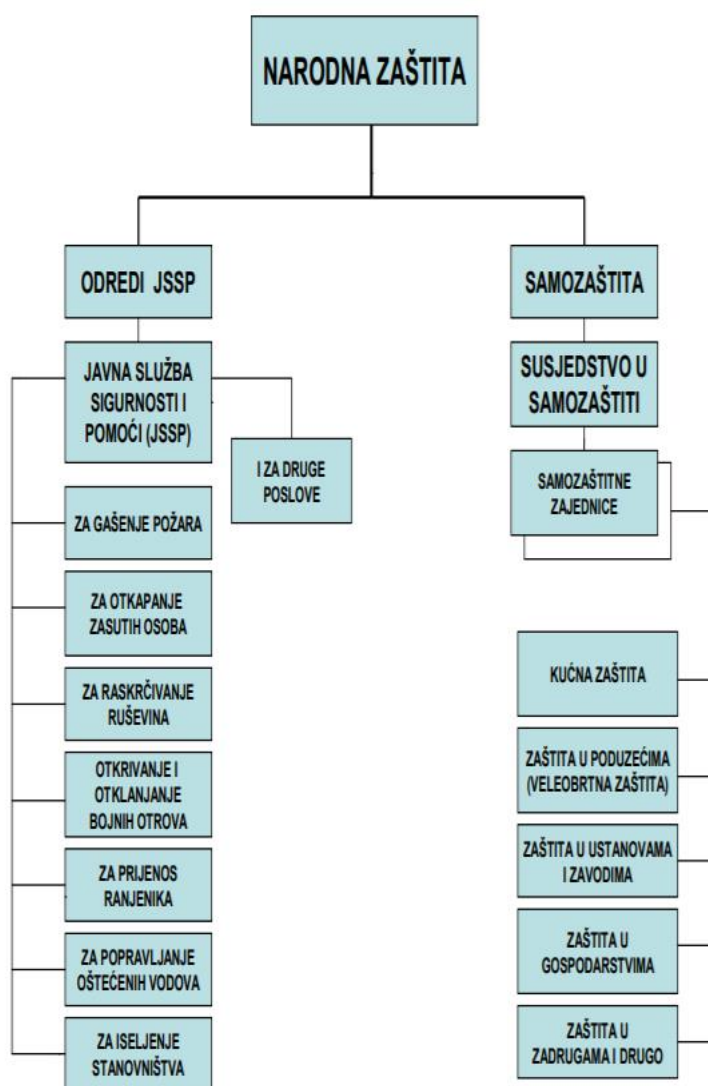 NARODNA ZAŠTITA
ODREDI JSSP
JAVNA SLUŽBA
SIGURNOSTI I
POMOĆI (JSSP)
I ZA DRUGE
POSLOVE
ZA GAŠENJE POŽARA
ZA OTKAPANJE
ZASUTIH OSOBA
ZA RASKRČIVANJE
RUŠEVINA
OTKRIVANJE I
OTKLANJANJE
BOJNIH OTROVA
ZA PRIJENOS
RANJENIKA
ZA POPRAVLJANJE
OŠTEĆENIH VODOVA
ZA ISELJENJE
STANOVNIŠTVA
SAMOZAŠTITA
SUSJEDSTVO U
SAMOZAŠTITI
SAMOZAŠTITNE
ZAJEDNICE
KUĆNA ZAŠTITA
ZAŠTITA U PODUZEĆIMA
(VELEOBRTNA ZAŠTITA)
ZAŠTITA U USTANOVAMA
I ZAVODIMA
ZAŠTITA U
GOSPODARSTVIMA
ZAŠTITA U
ZADRUGAMA I DRUGO